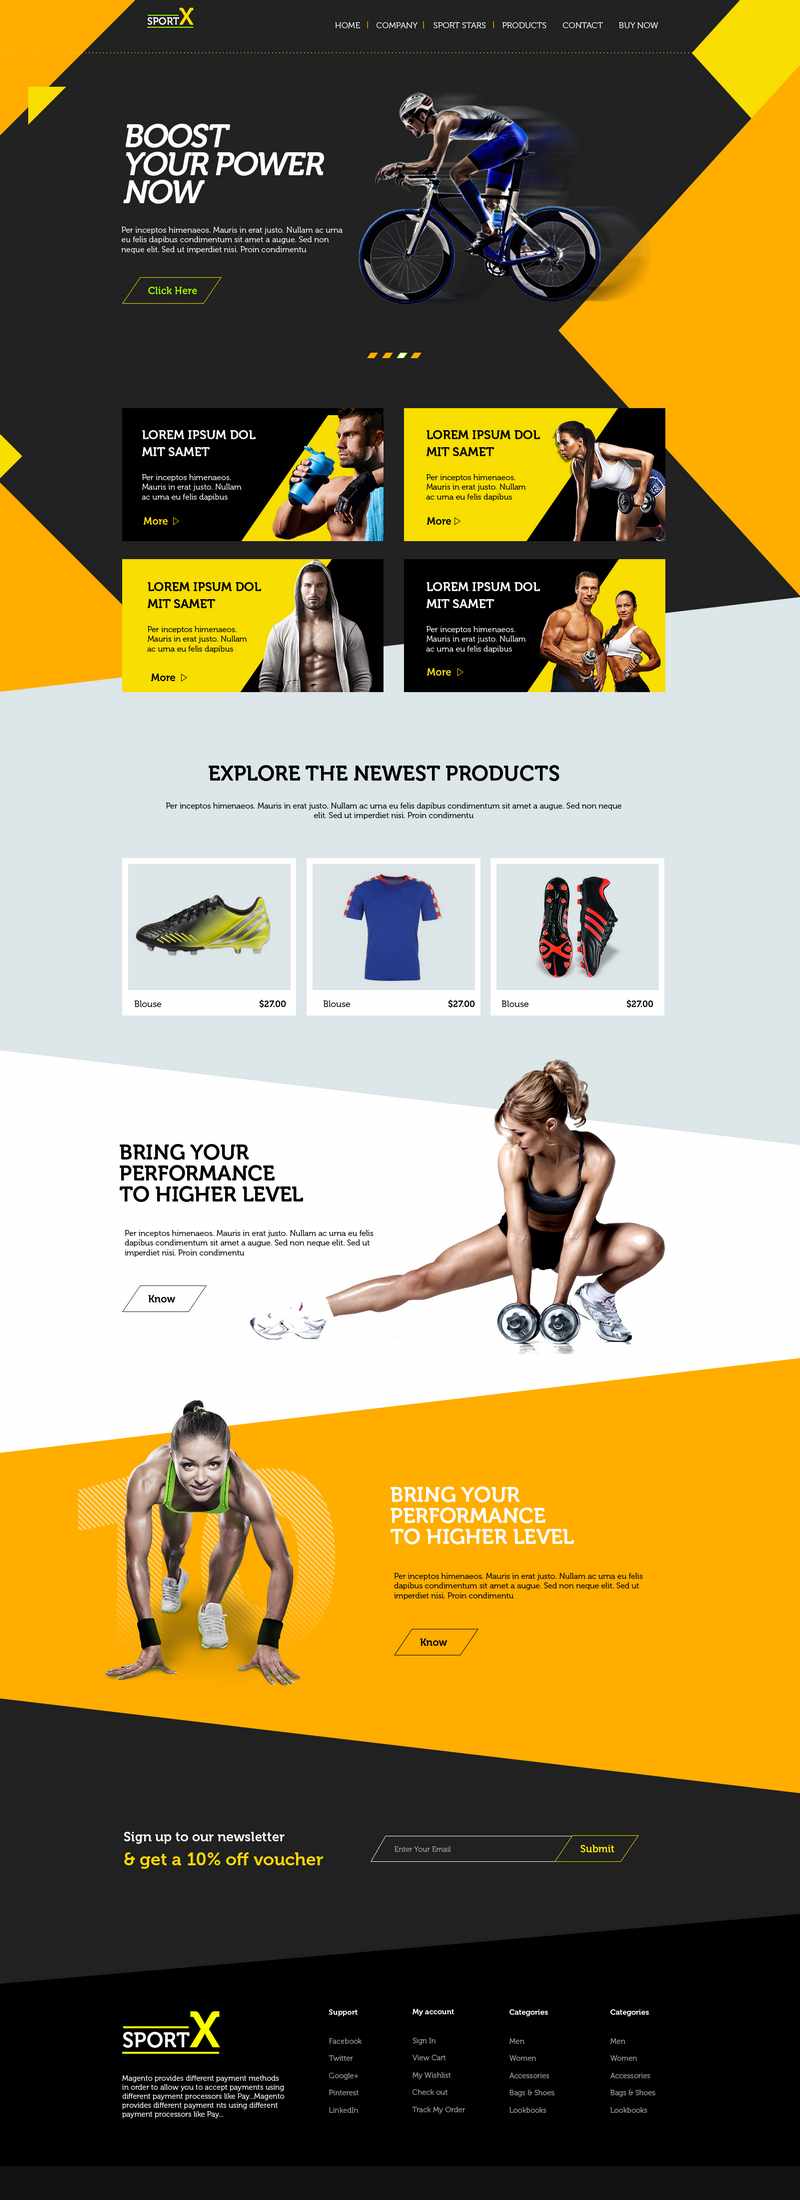 SPORTX
HOME
COMPANY
SPORT STARS
PRODUCTS
CONTACT
BUY NOW
BOOST
YOUR POWER
NOW
Per inceptos himenaeos. Mauris in erat justo. Nullam ac urna
eu felis dapibus condimentum sit amet a augue. Sed non
neque elit. Sed ut imperdiet nisi. Proin condimentu
Click Here
LOREM IPSUM DOL
MIT SAMET
Per inceptos himenaeos.
Mauris in erat justo. Nullam
ac urna eu felis dapibus
More
LOREM IPSUM DOL
MIT SAMET
Per inceptos himenaeos.
Mauris in erat justo. Nullam
ac urna eu felis dapibus
More
LOREM IPSUM DOL
MIT SAMET
Per inceptos himenaeos.
Mauris in erat justo. Nullam
ac urna eu felis dapibus
More
LOREM IPSUM DOL
MIT SAMET
Per inceptos himenaeos.
Mauris in erat justo. Nullam
ac urna eu felis dapibus
More
EXPLORE THE NEWEST PRODUCTS
Per inceptos himenaeos. Mauris in erat justo. Nullam ac urna eu felis dapibus condimentum sit amet a augue. Sed non neque
elit. Sed ut imperdiet nisi. Proin condimentu
Blouse $27.00
Blouse $27.00
Blouse $27.00
BRING YOUR
PERFORMANCE
TO HIGHER LEVEL
Per inceptos himenaeos. Mauris in erat justo. Nullam ac urna eu felis
dapibus condimentum sit amet a augue. Sed non neque elit. Sed ut
imperdiet nisi. Proin condimentu
Know
10
BRING YOUR
PERFORMANCE
TO HIGHER LEVEL
Per inceptos himenaeos. Mauris in erat justo. Nullam ac urna eu felis
dapibus condimentum sit amet a augue. Sed non neque elit. Sed ut
imperdiet nisi. Proin condimentu
Know
Sign up to our newsletter
& get a 10% off voucher
Enter Your Email
Submit
SPORTX
Magento provides different payment methods
in order to allow you to accept payments using
different payment processors like Pay...Magento
provides different payment nts using different
payment processors like Pay...
Support
Facebook
Twitter
Google+
Pinterest
LinkedIn
My account
Sign In
View Cart
My Wishlist
Check out
Track My Order
Categories
Men
Women
Accessories
Bags & Shoes
Lookbooks
Categories
Men
Women
Accessories
Bags & Shoes
Lookbooks